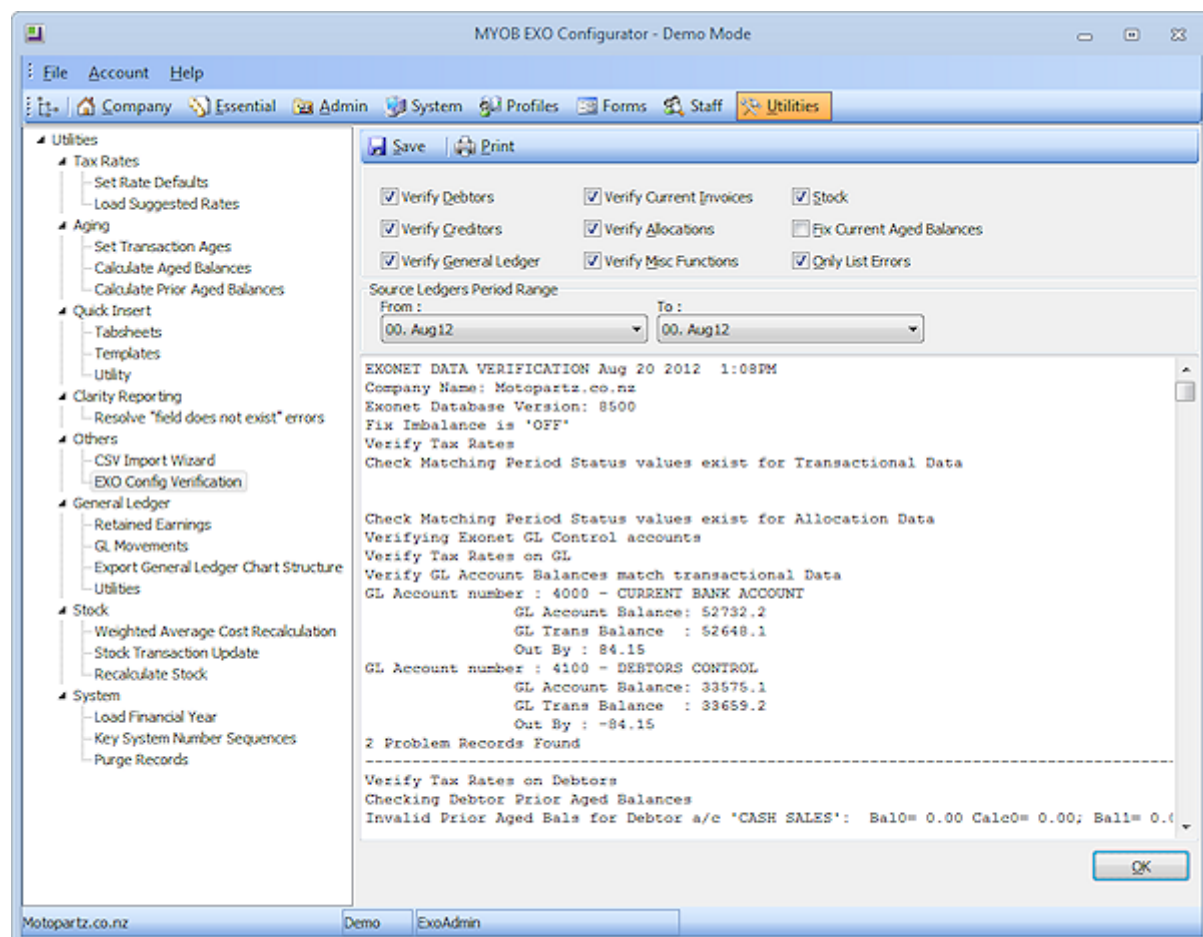 MYOB EXO Configurator - Demo Mode
File Account Help
Company Essential Admin System Profiles Forms Staff Utilities
Utilities
Tax Rates
Set Rate Defaults
Load Suggested Rates
Aging
Set Transaction Ages
Calculate Aged Balances
Calculate Prior Aged Balances
Quick Insert
Tabsheets
Templates
Utility
Clarity Reporting
Resolve "field does not exist" errors
Others
CSV Import Wizard
EXO Config Verification
General Ledger
Retained Earnings
GL Movements
Export General Ledger Chart Structure
Utilities
Stock
Weighted Average Cost Recalculation
Stock Transaction Update
Recalculate Stock
System
Load Financial Year
Key System Number Sequences
Purge Records
Save Print
Verify Debtors Verify Current Invoices Stock
Verify Creditors Verify Allocations Fix Current Aged Balances
Verify General Ledger Verify Misc Functions Only List Errors
Source Ledgers Period Range
From : To :
00. Aug12 00. Aug12
EXONET DATA VERIFICATION Aug 20 2012 1:08PM
Company Name: Motopartz.co.nz
Exonet Database Version: 8500
Fix Imbalance is 'OFF'
Verify Tax Rates
Check Matching Period Status values exist for Transactional Data
Check Matching Period Status values exist for Allocation Data
Verifying Exonet GL Control accounts
Verify Tax Rates on GL
Verify GL Account Balances match transactional Data
GL Account number : 4000 - CURRENT BANK ACCOUNT
GL Account Balance: 52732.2
GL Trans Balance : 52648.1
Out By : 84.15
GL Account number : 4100 - DEBTORS CONTROL
GL Account Balance: 33575.1
GL Trans Balance : 33659.2
Out By : -84.15
2 Problem Records Found
Verify Tax Rates on Debtors
Checking Debtor Prior Aged Balances
Invalid Prior Aged Bals for Debtor a/c 'CASH SALES': Bal0= 0.00 Calc0= 0.00; Bal1= 0.
OK
Motopartz.co.nz Demo ExoAdmin